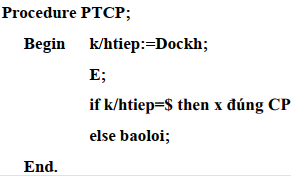 Procedure PTCP;
Begin k/htiep:=Dockh;
E;
if k/htiep=$ then x đúng CP
else baoloi;
End.